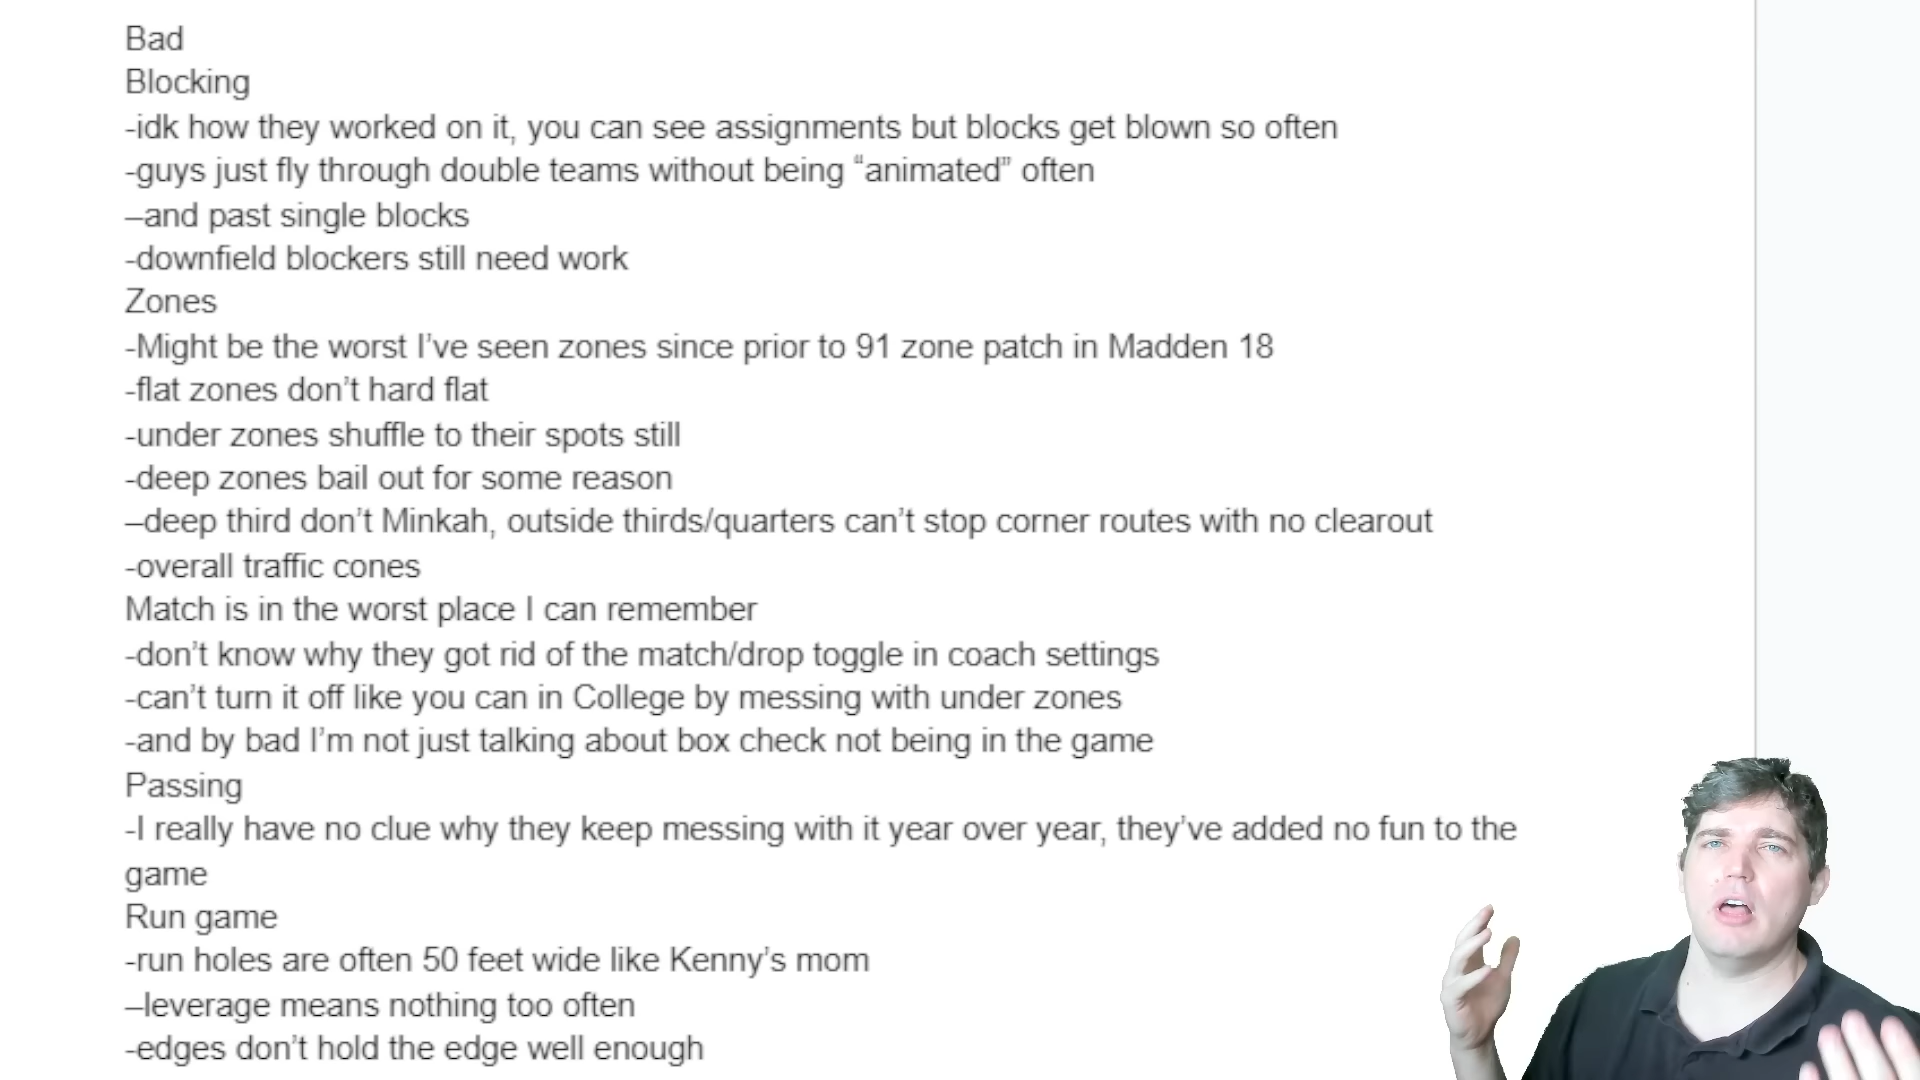 Bad
Blocking
-idk how they worked on it, you can see assignments but blocks get blown so often
-guys just fly through double teams without being “animated” often
–and past single blocks
-downfield blockers still need work
Zones
-Might be the worst I’ve seen zones since prior to 91 zone patch in Madden 18
-flat zones don’t hard flat
-under zones shuffle to their spots still
-deep zones bail out for some reason
–deep third don’t Minkah, outside thirds/quarters can’t stop corner routes with no clearout
-overall traffic cones
Match is in the worst place I can remember
-don’t know why they got rid of the match/drop toggle in coach settings
-can’t turn it off like you can in College by messing with under zones
-and by bad I’m not just talking about box check not being in the game
Passing
-I really have no clue why they keep messing with it year over year, they’ve added no fun to the
game
Run game
-run holes are often 50 feet wide like Kenny’s mom
–leverage means nothing too often
-edges don’t hold the edge well enough